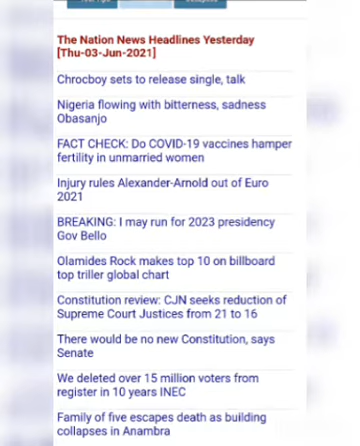 The Nation News Headlines Yesterday
[Thu-03-Jun-2021]
Chrocboy sets to release single, talk
Nigeria flowing with bitterness, sadness
Obasanjo
FACT CHECK: Do COVID-19 vaccines hamper
fertility in unmarried women
Injury rules Alexander-Arnold out of Euro
2021
BREAKING: I may run for 2023 presidency
Gov Bello
Olamides Rock makes top 10 on billboard
top triller global chart
Constitution review: CJN seeks reduction of
Supreme Court Justices from 21 to 16
There would be no new Constitution, says
Senate
We deleted over 15 million voters from
register in 10 years INEC
Family of five escapes death as building
collapses in Anambra